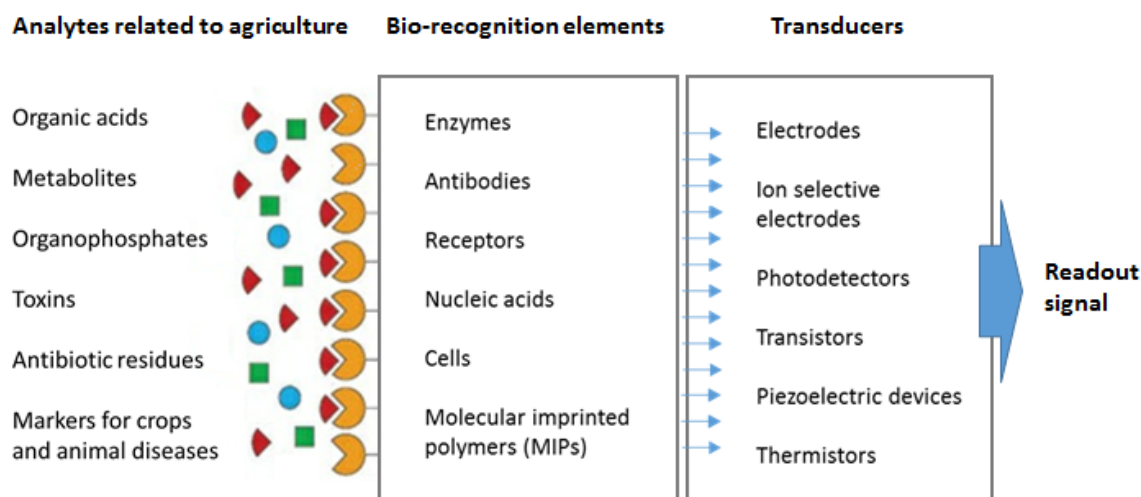 Analytes related to agriculture
Bio-recognition elements
Transducers
Organic acids
Metabolites
Organophosphates
Toxins
Antibiotic residues
Markers for crops
and animal diseases
Enzymes
Antibodies
Receptors
Nucleic acids
Cells
Molecular imprinted
polymers (MIPs)
Electrodes
Ion selective
electrodes
Photodetectors
Transistors
Piezoelectric devices
Thermistors
Readout
signal